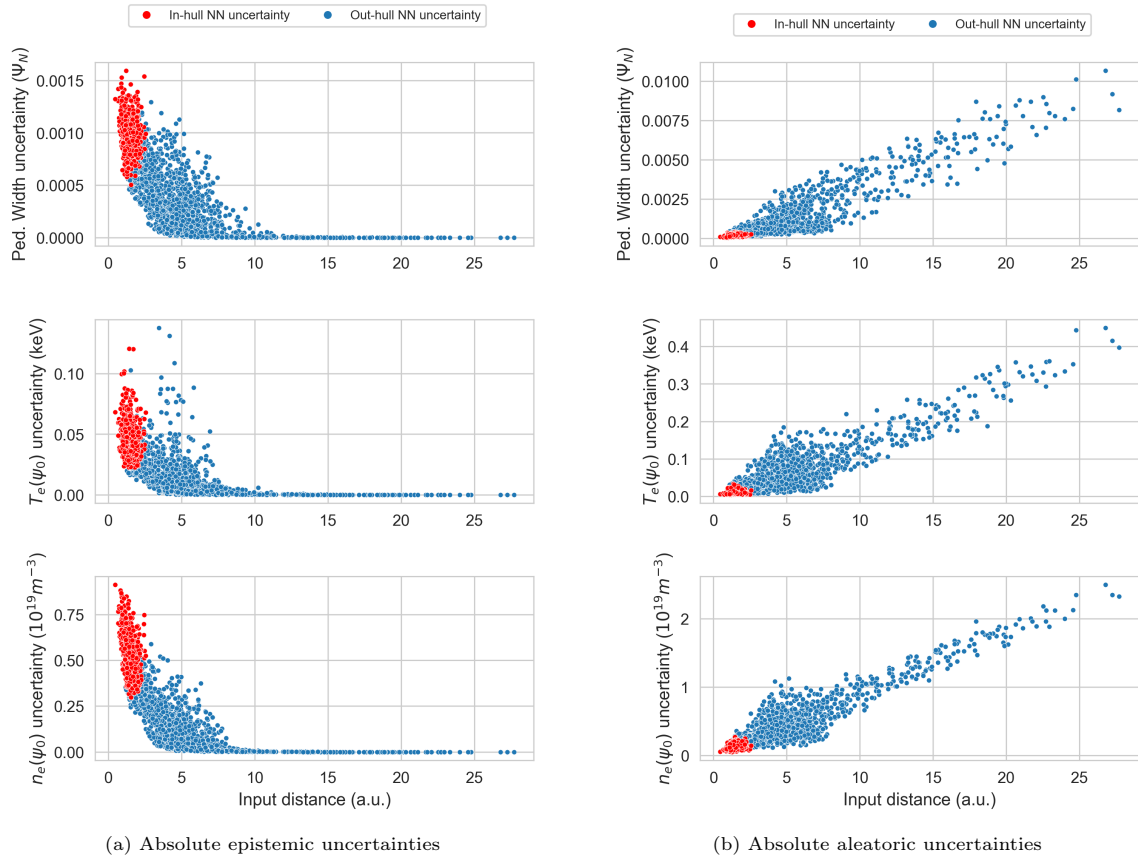 In-hull NN uncertainty Out-hull NN uncertainty
Ped. Width uncertainty (Ψ_N)
0.0015
0.0010
0.0005
0.0000
0 5 10 15 20 25
T_e(ψ_0) uncertainty (keV)
0.10
0.05
0.00
0 5 10 15 20 25
n_e(ψ_0) uncertainty (10^{19}m^{-3})
0.75
0.50
0.25
0.00
0 5 10 15 20 25
Input distance (a.u.)
(a) Absolute epistemic uncertainties
In-hull NN uncertainty Out-hull NN uncertainty
Ped. Width uncertainty (Ψ_N)
0.0100
0.0075
0.0050
0.0025
0.0000
0 5 10 15 20 25
T_e(ψ_0) uncertainty (keV)
0.4
0.3
0.2
0.1
0.0
0 5 10 15 20 25
n_e(ψ_0) uncertainty (10^{19}m^{-3})
2
1
0
0 5 10 15 20 25
Input distance (a.u.)
(b) Absolute aleatoric uncertainties